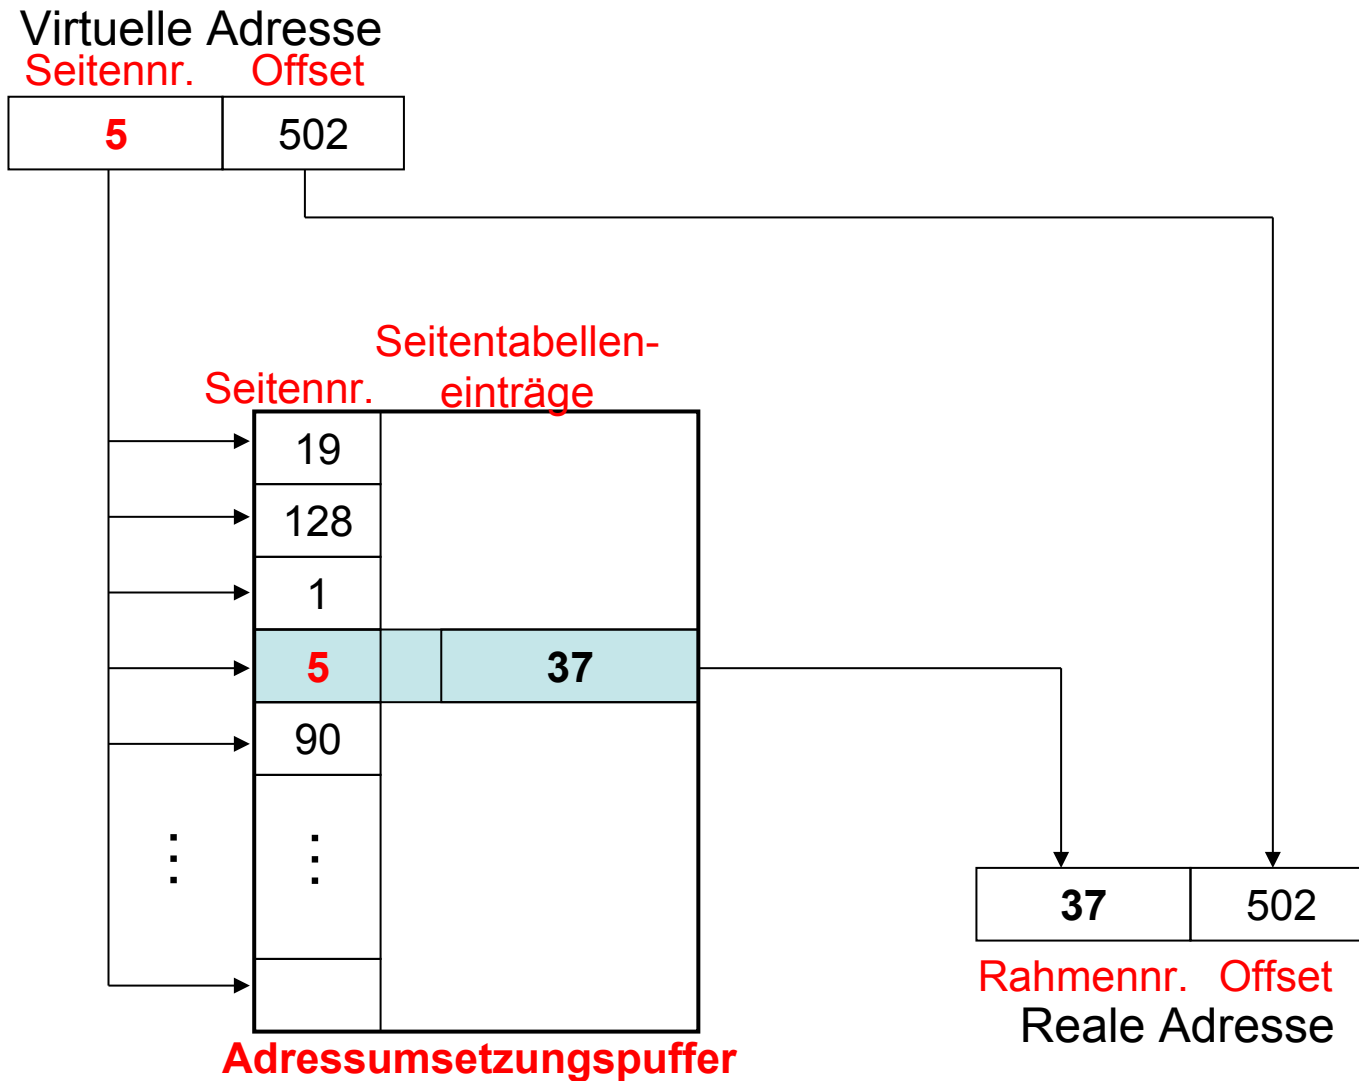 Virtuelle Adresse
Seitennr. Offset
5 502
Seitentabellen-
einträge
Seitennr.
19
128
1
5 37
90
⋮ ⋮
37 502
Rahmennr. Offset
Reale Adresse
Adressumsetzungspuffer